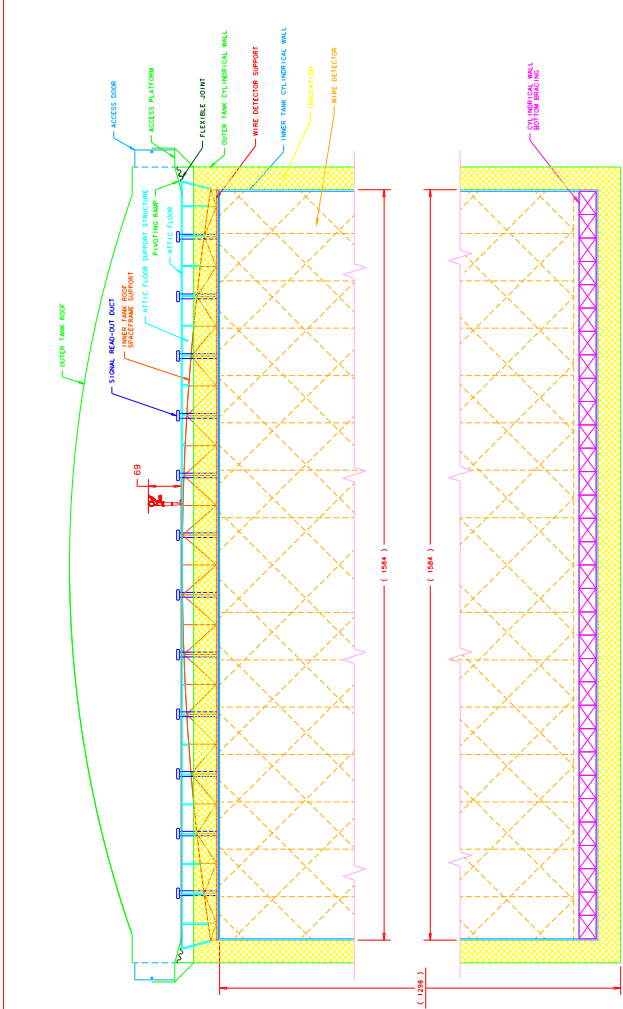 ACCESS DOOR
ACCESS PLATFORM
FLEXIBLE JOINT
OUTER TANK CYLINDRICAL WALL
WIRE DETECTOR SUPPORT
INNER TANK CYLINDRICAL WALL
INSULATION
WIRE DETECTOR
CYLINDRICAL WALL
BOTTOM BRACING
OUTER TANK ROOF
SIGNAL READ-OUT DUCT
INNER TANK ROOF
SPACEFRAME SUPPORT
ATTIC FLOOR SUPPORT STRUCTURE
PIVOTING RAMP
ATTIC FLOOR
69
( 1584 )
( 1584 )
( 1296 )